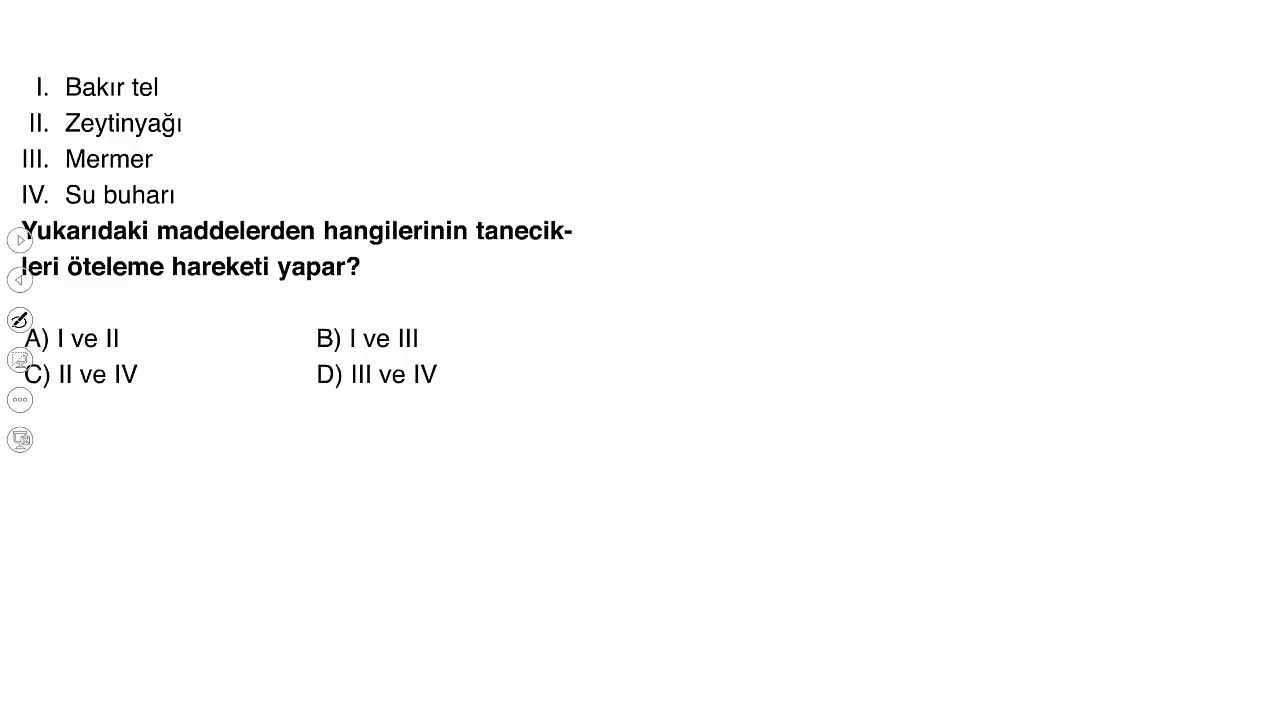 I. Bakır tel
II. Zeytinyağı
III. Mermer
IV. Su buharı
Yukarıdaki maddelerden hangilerinin tanecik-
leri öteleme hareketi yapar?
A) I ve II B) I ve III
C) II ve IV D) III ve IV